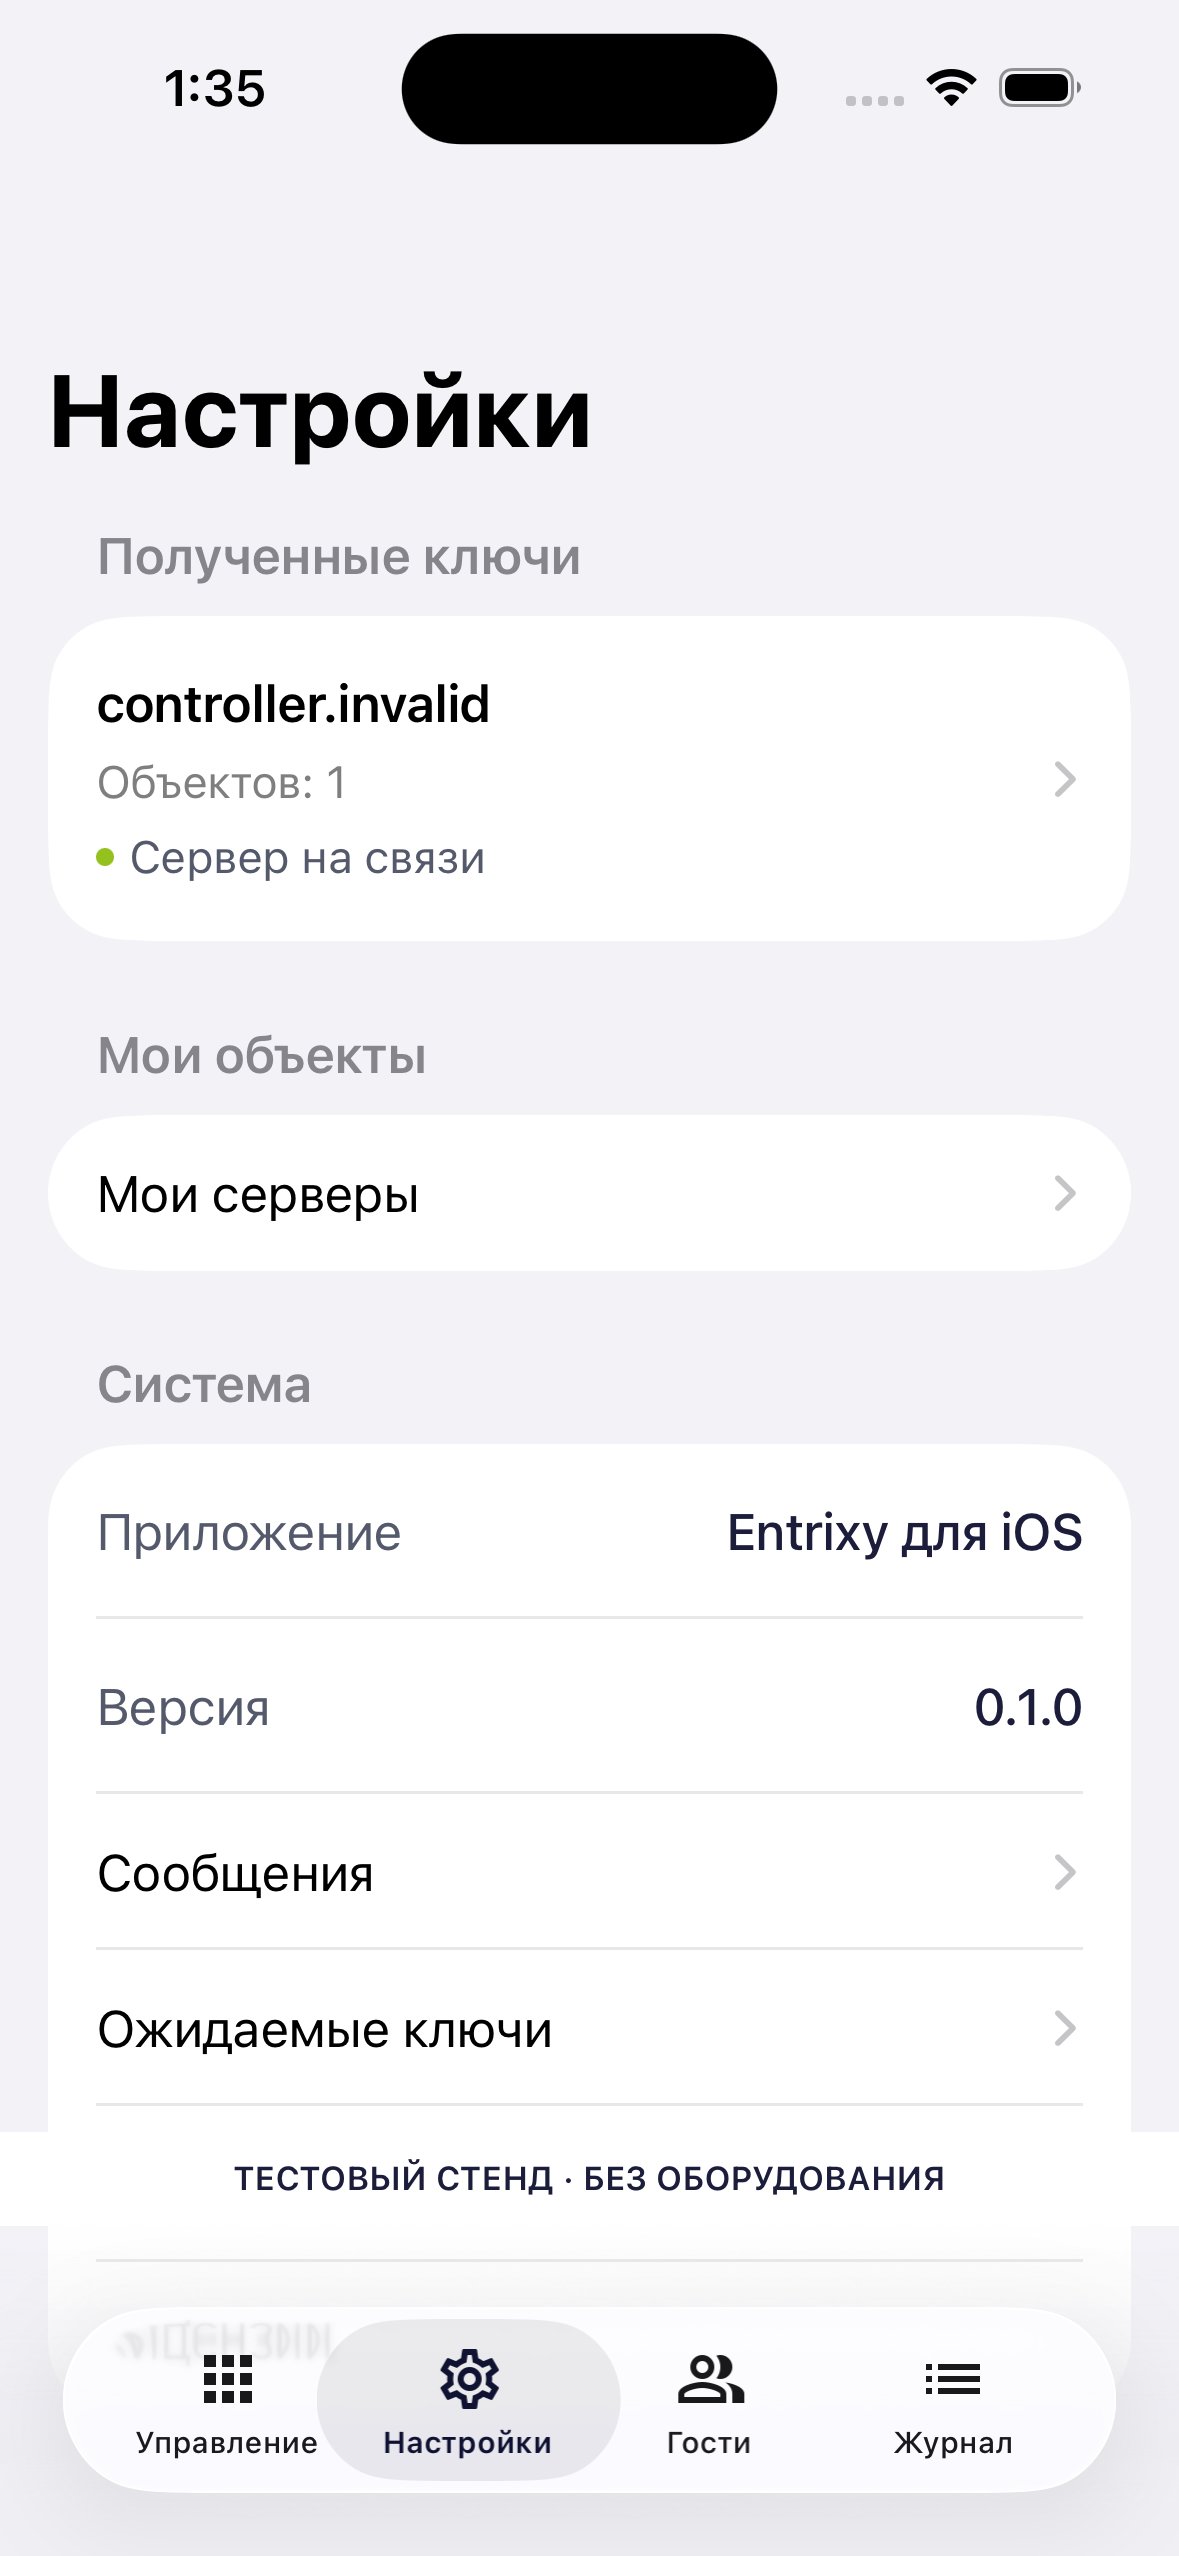 1:35
Настройки
Полученные ключи
controller.invalid
Объектов: 1
Сервер на связи
Мои объекты
Мои серверы
Система
Приложение Entrixy для iOS
Версия 0.1.0
Сообщения
Ожидаемые ключи
ТЕСТОВЫЙ СТЕНД · БЕЗ ОБОРУДОВАНИЯ
Управление Настройки Гости Журнал